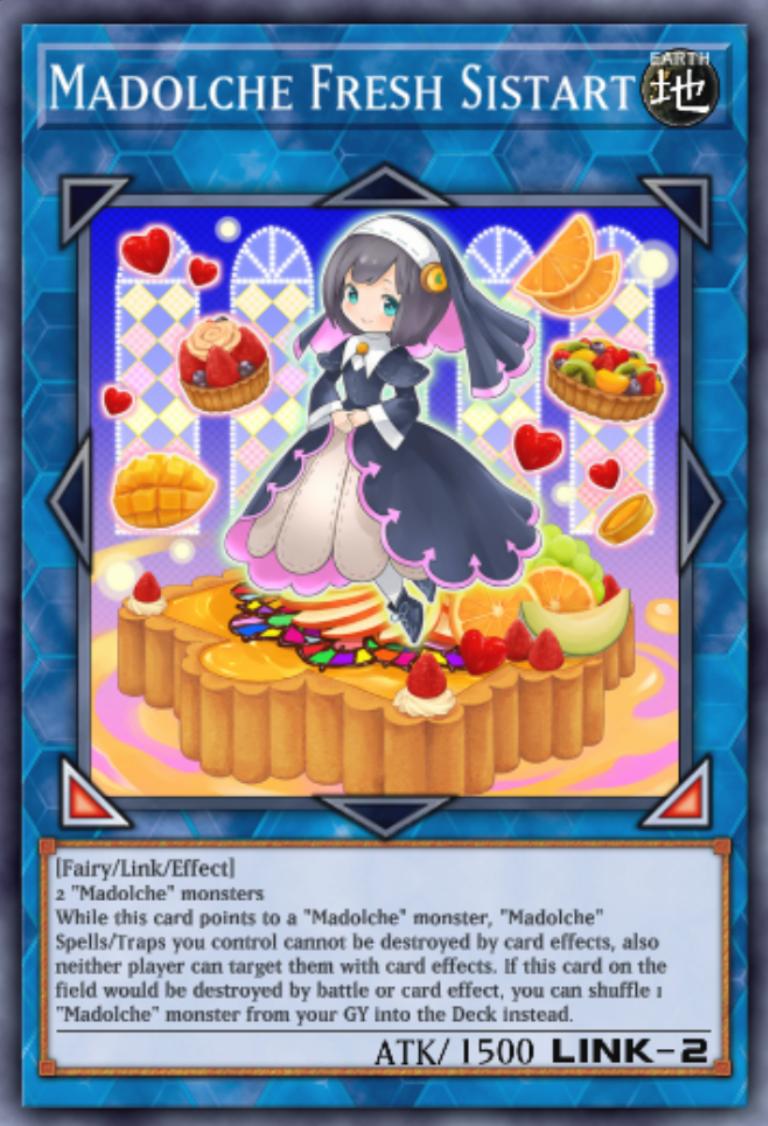 Madolche Fresh Sistart
EARTH
地
[Fairy/Link/Effect]
2 "Madolche" monsters
While this card points to a "Madolche" monster, "Madolche"
Spells/Traps you control cannot be destroyed by card effects, also
neither player can target them with card effects. If this card on the
field would be destroyed by battle or card effect, you can shuffle 1
"Madolche" monster from your GY into the Deck instead.
ATK/ 1500 LINK-2